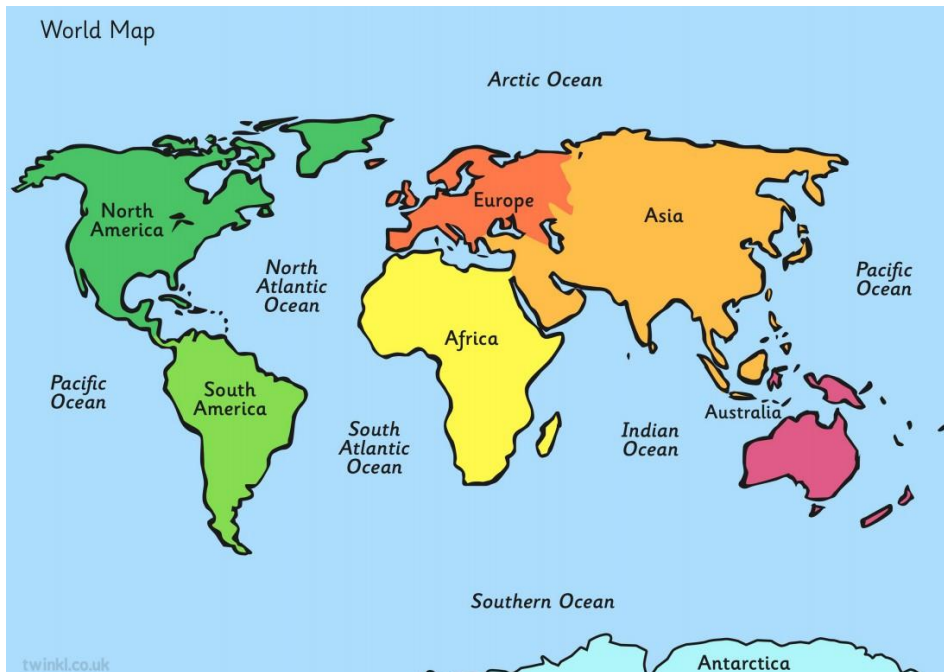 World Map
Arctic Ocean
North
America
Europe
Asia
North
Atlantic
Ocean
Pacific
Ocean
Africa
Pacific
Ocean
South
America
South
Atlantic
Ocean
Indian
Ocean
Australia
Southern Ocean
Antarctica
twinkl.co.uk